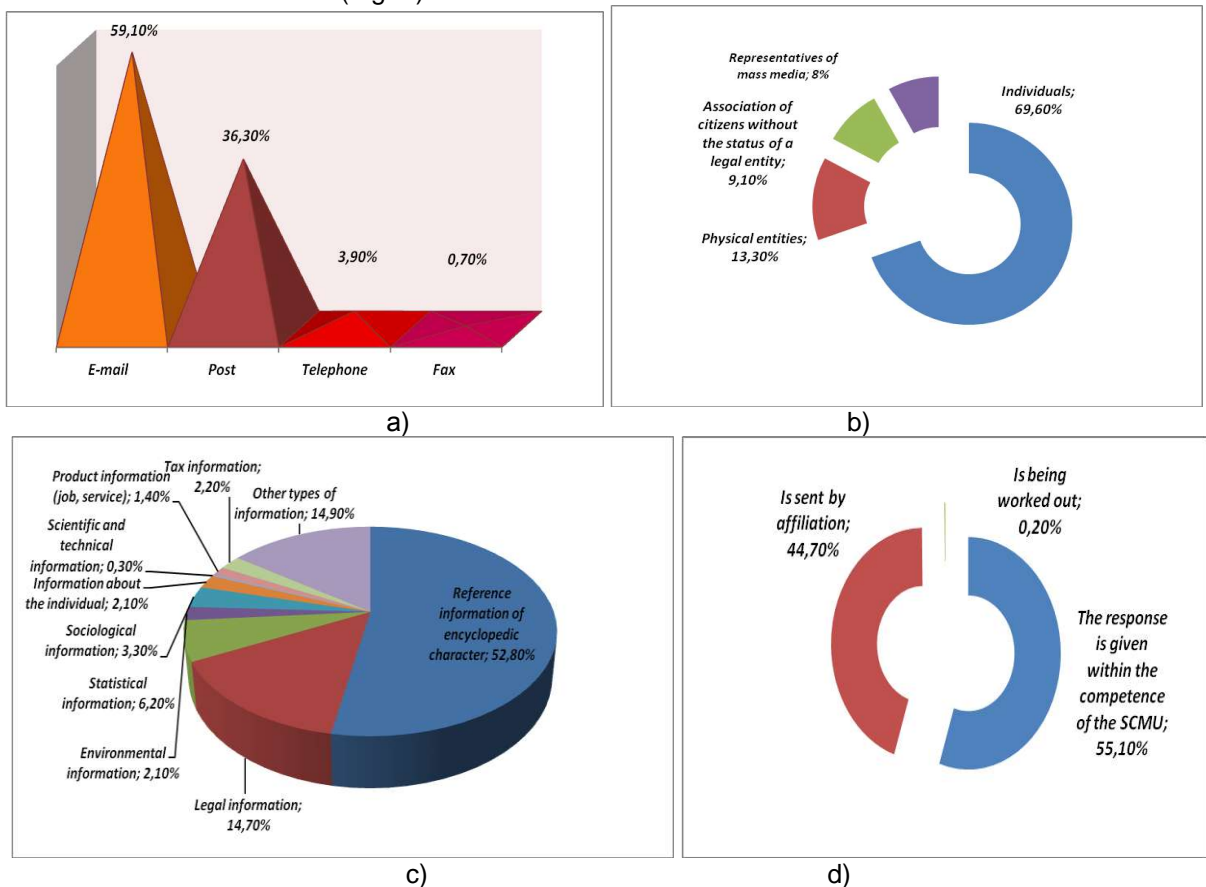 59,10%
36,30%
3,90%
0,70%
E-mail
Post
Telephone
Fax
a)
Representatives of
mass media; 8%
Association of
citizens without
the status of a
legal entity;
9,10%
Physical entities;
13,30%
Individuals;
69,60%
b)
Tax information;
2,20%
Product information
(job, service); 1,40%
Other types of
information; 14,90%
Scientific and
technical
information; 0,30%
Information about
the individual; 2,10%
Sociological
information; 3,30%
Statistical
information; 6,20%
Environmental
information; 2,10%
Legal information;
14,70%
Reference
information of
encyclopedic
character; 52,80%
c)
Is sent by
affiliation;
44,70%
Is being
worked out;
0,20%
The response
is given
within the
competence
of the SCMU;
55,10%
d)